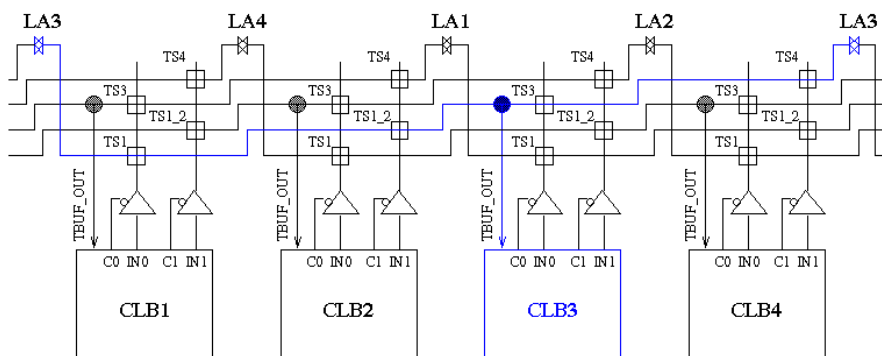 LA3 LA4 LA1 LA2 LA3
TS4 TS4 TS4 TS4
TS3 TS3 TS3 TS3
TS1_2 TS1_2 TS1_2 TS1_2
TS1 TS1 TS1 TS1
TBUF_OUT TBUF_OUT TBUF_OUT TBUF_OUT
C0 IN0 C1 IN1 C0 IN0 C1 IN1 C0 IN0 C1 IN1 C0 IN0 C1 IN1
CLB1 CLB2 CLB3 CLB4